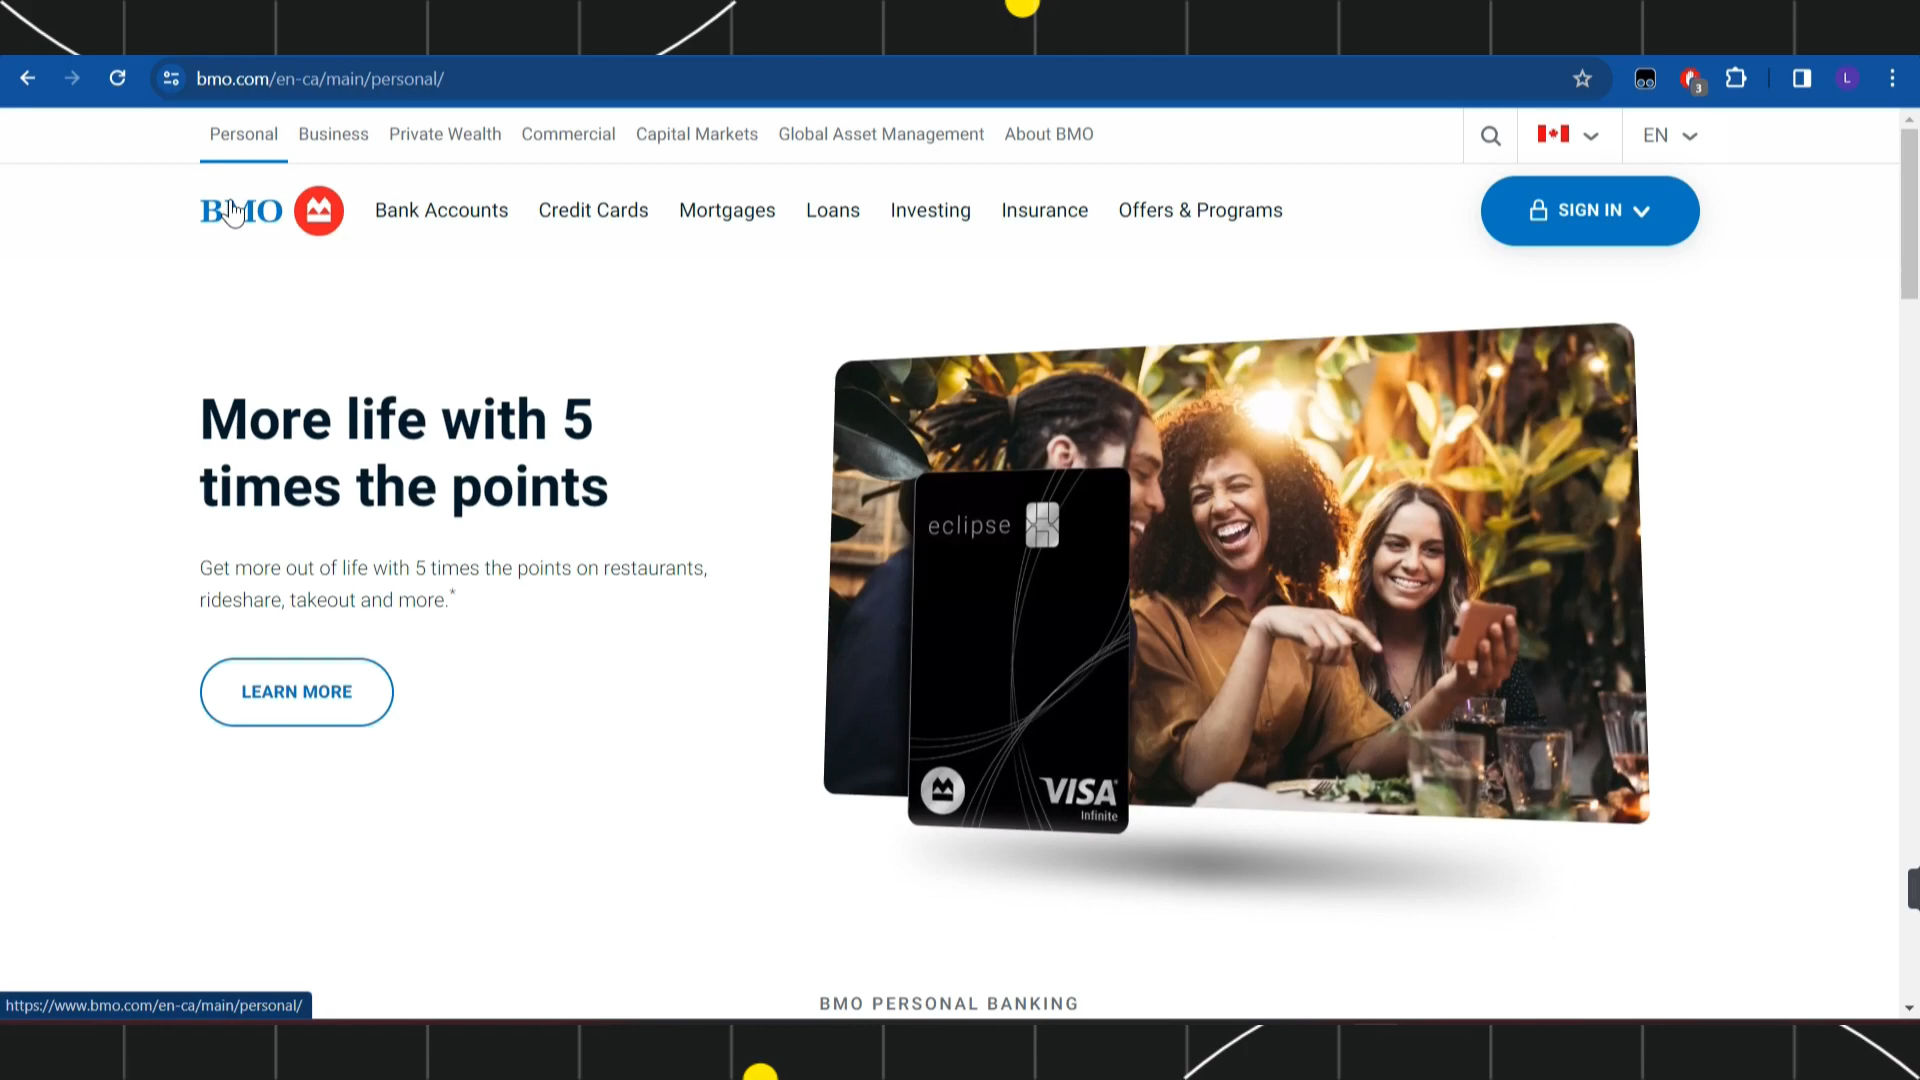 bmo.com/en-ca/main/personal/
3
L
Personal Business Private Wealth Commercial Capital Markets Global Asset Management About BMO
EN
BMO Bank Accounts Credit Cards Mortgages Loans Investing Insurance Offers & Programs
SIGN IN
More life with 5
times the points
Get more out of life with 5 times the points on restaurants,
rideshare, takeout and more.*
LEARN MORE
eclipse
VISA
Infinite
BMO PERSONAL BANKING
https://www.bmo.com/en-ca/main/personal/